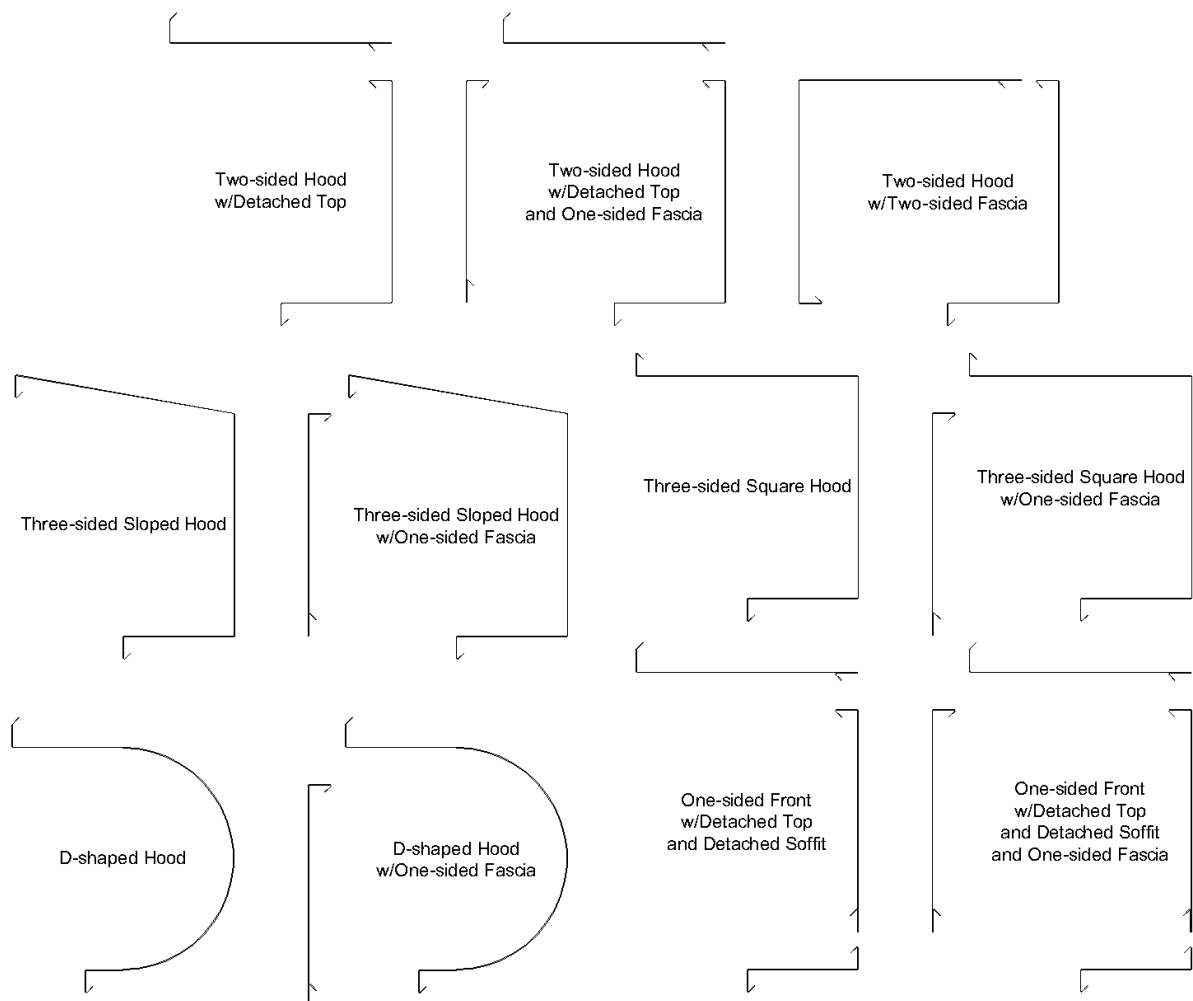 Two-sided Hood
w/Detached Top
Two-sided Hood
w/Detached Top
and One-sided Fascia
Two-sided Hood
w/Two-sided Fascia
Three-sided Sloped Hood
Three-sided Sloped Hood
w/One-sided Fascia
Three-sided Square Hood
Three-sided Square Hood
w/One-sided Fascia
D-shaped Hood
D-shaped Hood
w/One-sided Fascia
One-sided Front
w/Detached Top
and Detached Soffit
One-sided Front
w/Detached Top
and Detached Soffit
and One-sided Fascia